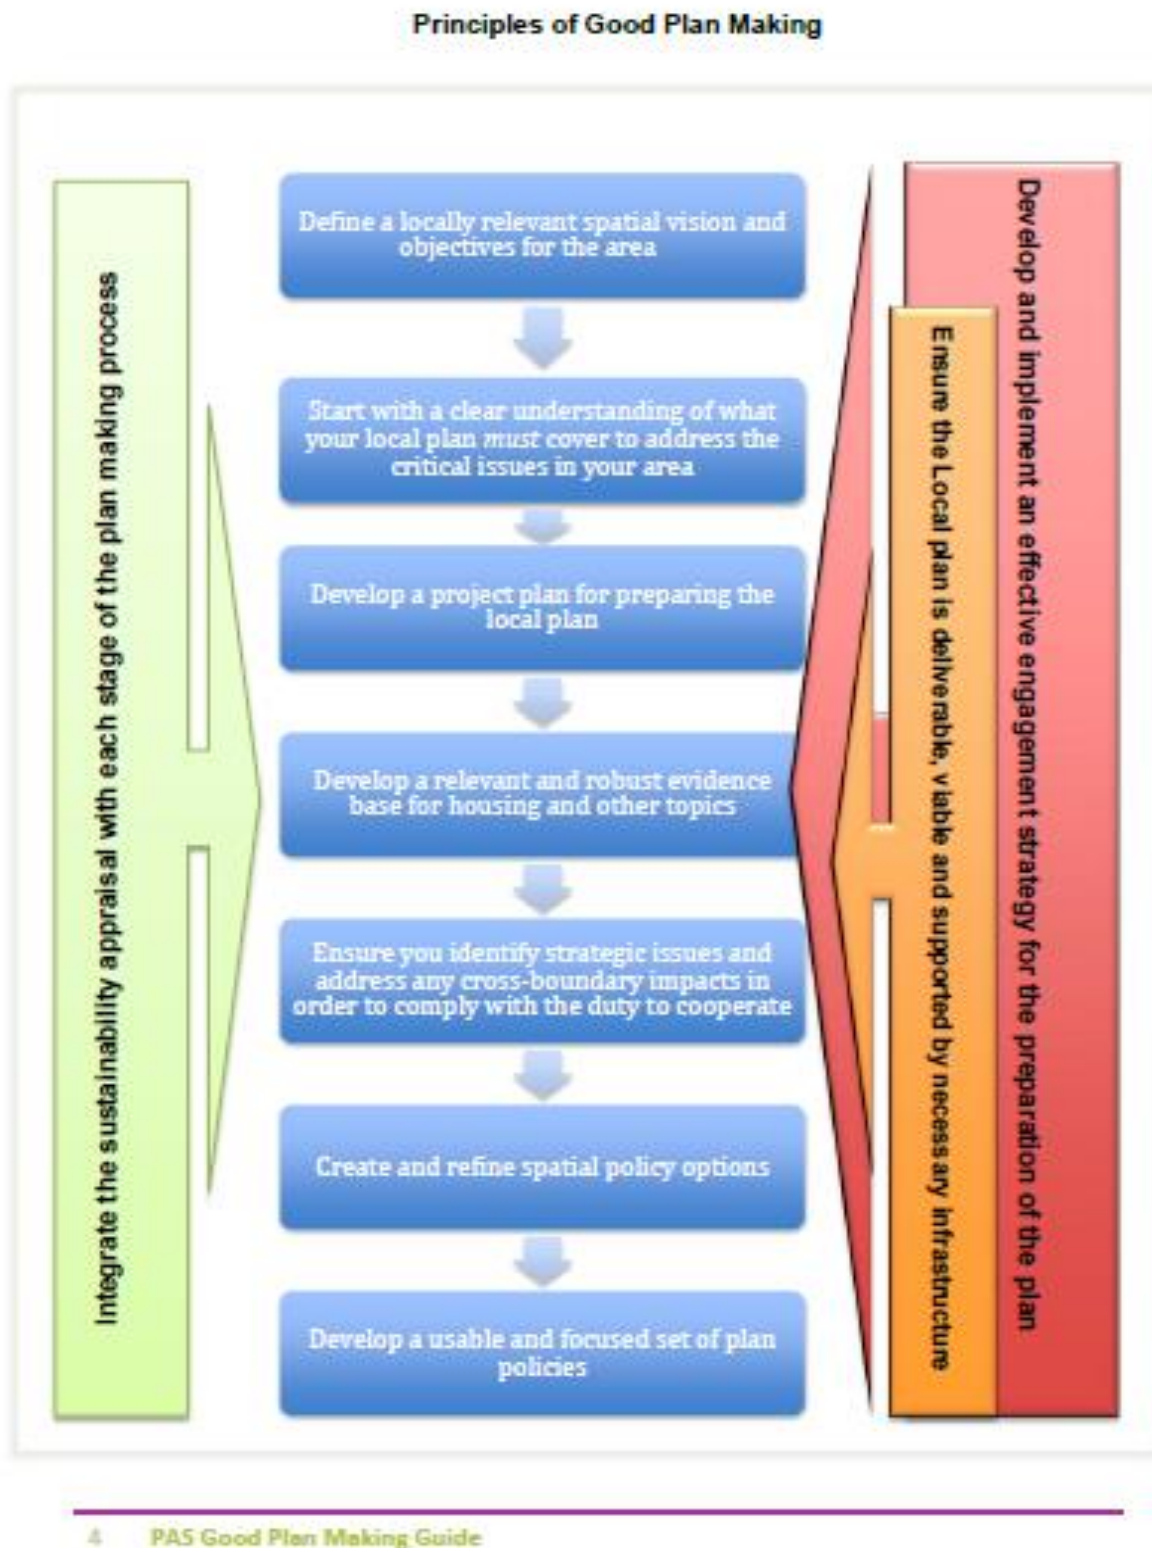 Principles of Good Plan Making
Integrate the sustainability appraisal with each stage of the plan making process
Define a locally relevant spatial vision and
objectives for the area
Start with a clear understanding of what
your local plan must cover to address the
critical issues in your area
Develop a project plan for preparing the
local plan
Develop a relevant and robust evidence
base for housing and other topics
Ensure you identify strategic issues and
address any cross-boundary impacts in
order to comply with the duty to cooperate
Create and refine spatial policy options
Develop a usable and focused set of plan
policies
Ensure the Local plan is deliverable, viable and supported by necessary infrastructure
Develop and implement an effective engagement strategy for the preparation of the plan
4 PAS Good Plan Making Guide